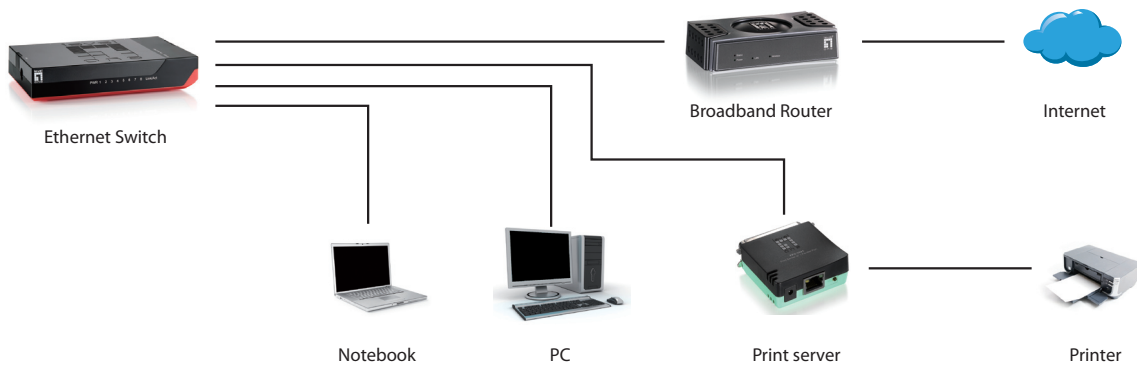 Ethernet Switch
Broadband Router
Internet
Notebook
PC
Print server
Printer